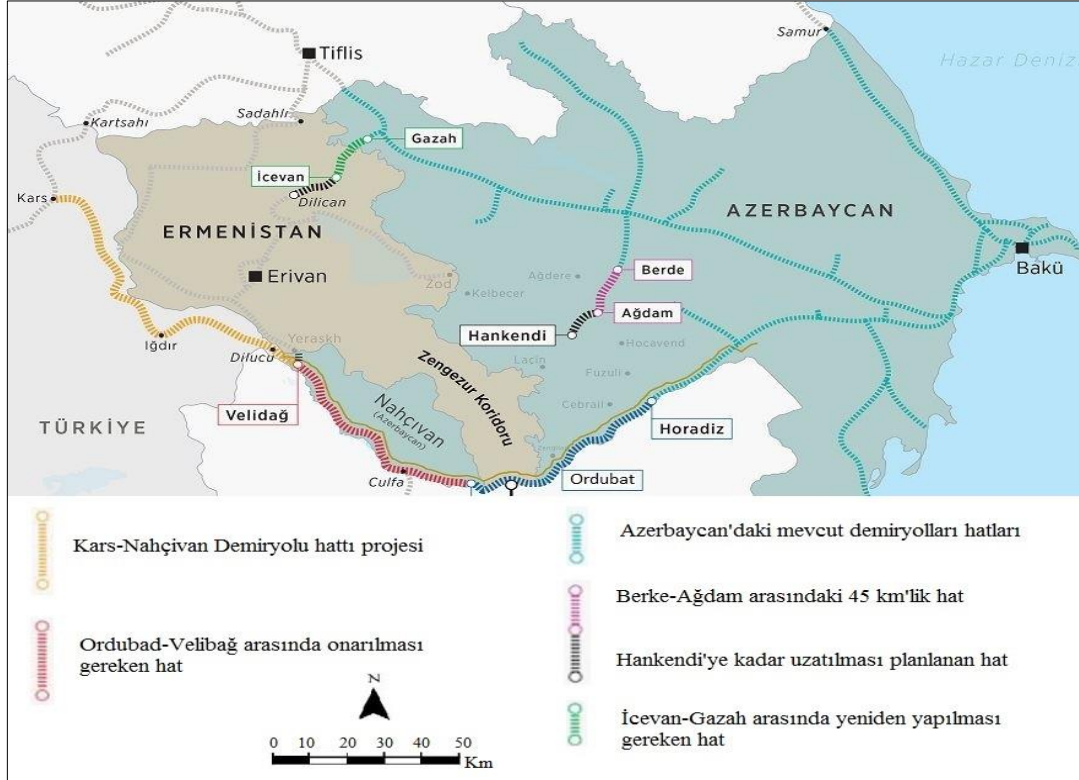 Samur
Hazar Deniz
Tiflis
Sadahlı
Kartsahı
Gazah
İcevan
Dilican
Kars
AZERBAYCAN
ERMENİSTAN
Bakü
Berde
Erivan
Ağdere
Zod
Kelbecer
Ağdam
Hankendi
Iğdır
Yeraskh
Dilucu
Hocavend
Laçin
Zengezur Koridoru
Fuzuli
Velidağ
Nahçıvan
(Azerbaycan)
Cebrail
Horadiz
TÜRKİYE
Culfa
Ordubat
Kars-Nahçivan Demiryolu hattı projesi
Ordubad-Velibağ arasında onarılması
gereken hat
Azerbaycan'daki mevcut demiryolları hatları
Berke-Ağdam arasındaki 45 km'lik hat
Hankendi'ye kadar uzatılması planlanan hat
İcevan-Gazah arasında yeniden yapılması
gereken hat
N
0 10 20 30 40 50
Km